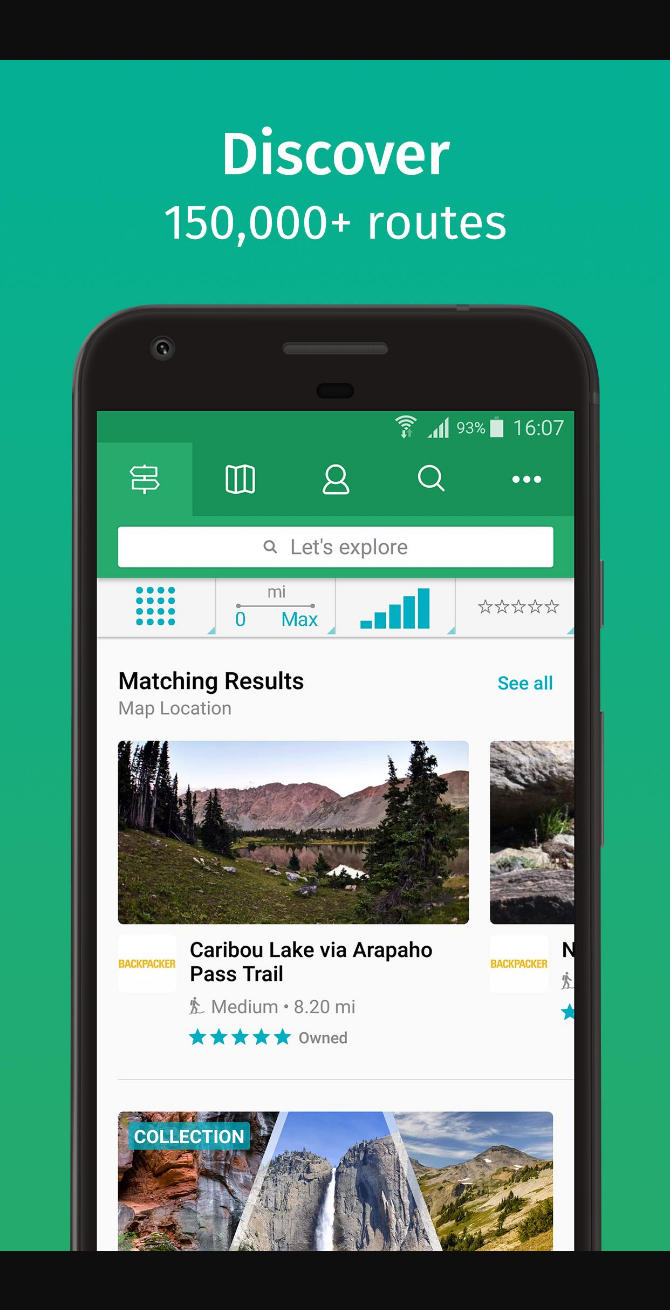 Discover
150,000+ routes
93% 16:07
Let's explore
mi
0 Max
Matching Results
See all
Map Location
BACKPACKER
Caribou Lake via Arapaho
Pass Trail
Medium • 8.20 mi
Owned
BACKPACKER
N
COLLECTION